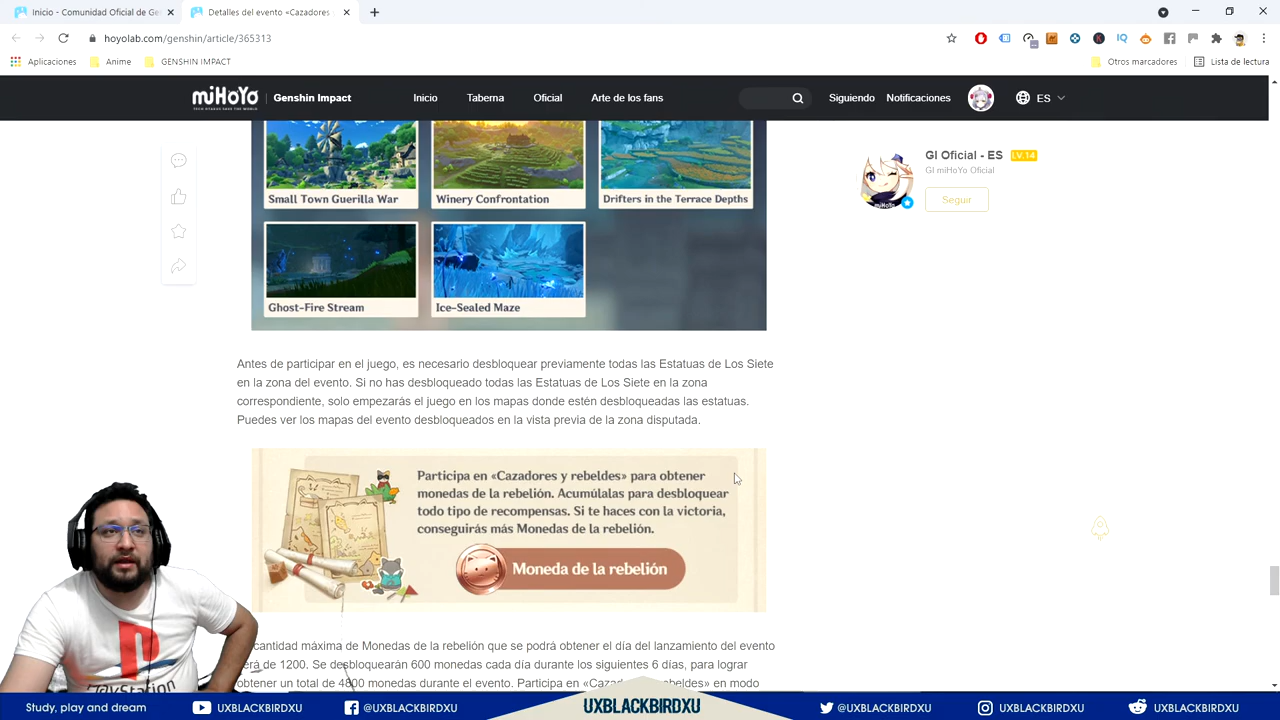 Inicio - Comunidad Oficial de Ge
Detalles del evento «Cazadores
hoyolab.com/genshin/article/365313
Aplicaciones
Anime
GENSHIN IMPACT
Otros marcadores
Lista de lectura
miHoYo
TECH OTAKUS SAVE THE WORLD
Genshin Impact
Inicio
Taberna
Oficial
Arte de los fans
Siguiendo
Notificaciones
ES
Small Town Guerilla War
Winery Confrontation
Drifters in the Terrace Depths
Ghost-Fire Stream
Ice-Sealed Maze
GI Oficial - ES LV.14
GI miHoYo Oficial
Seguir
Antes de participar en el juego, es necesario desbloquear previamente todas las Estatuas de Los Siete
en la zona del evento. Si no has desbloqueado todas las Estatuas de Los Siete en la zona
correspondiente, solo empezarás el juego en los mapas donde estén desbloqueadas las estatuas.
Puedes ver los mapas del evento desbloqueados en la vista previa de la zona disputada.
Participa en «Cazadores y rebeldes» para obtener
monedas de la rebelión. Acumúlalas para desbloquear
todo tipo de recompensas. Si te haces con la victoria,
conseguirás más Monedas de la rebelión.
Moneda de la rebelión
cantidad máxima de Monedas de la rebelión que se podrá obtener el día del lanzamiento del evento
será de 1200. Se desbloquearán 600 monedas cada día durante los siguientes 6 días, para lograr
obtener un total de 4800 monedas durante el evento. Participa en «Cazadores y rebeldes» en modo
PlayStation
Study, play and dream
UXBLACKBIRDXU
@UXBLACKBIRDXU
UXBLACKBIRDXU
@UXBLACKBIRDXU
UXBLACKBIRDXU
UXBLACKBIRDXU